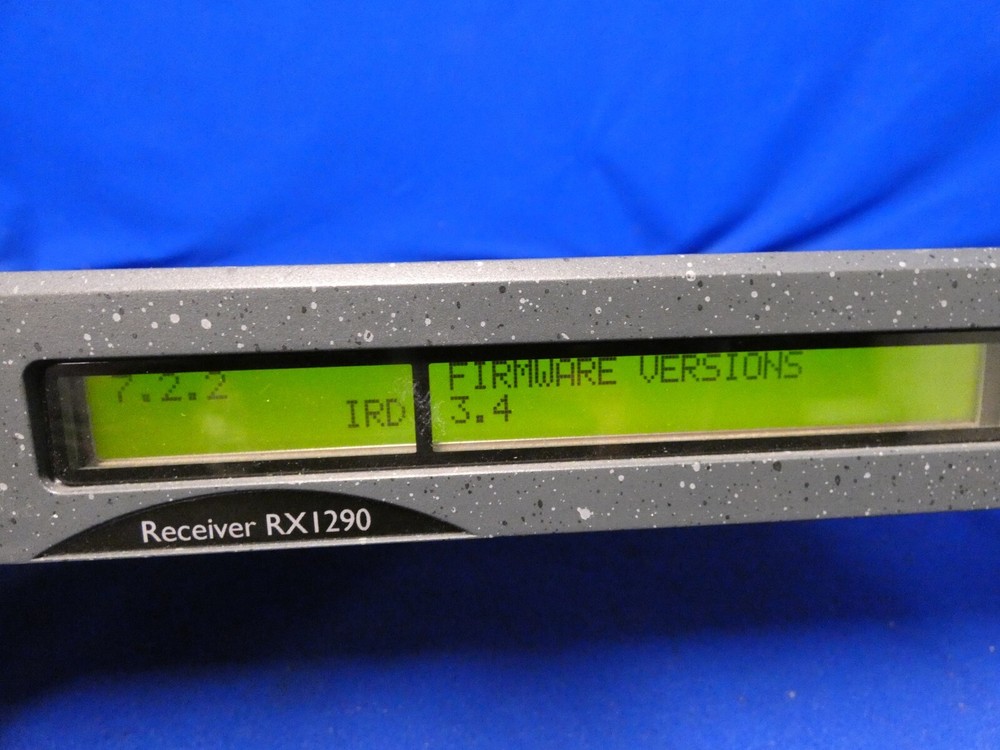 7.2.2
IRD
FIRMWARE VERSIONS
3.4
Receiver RX1290